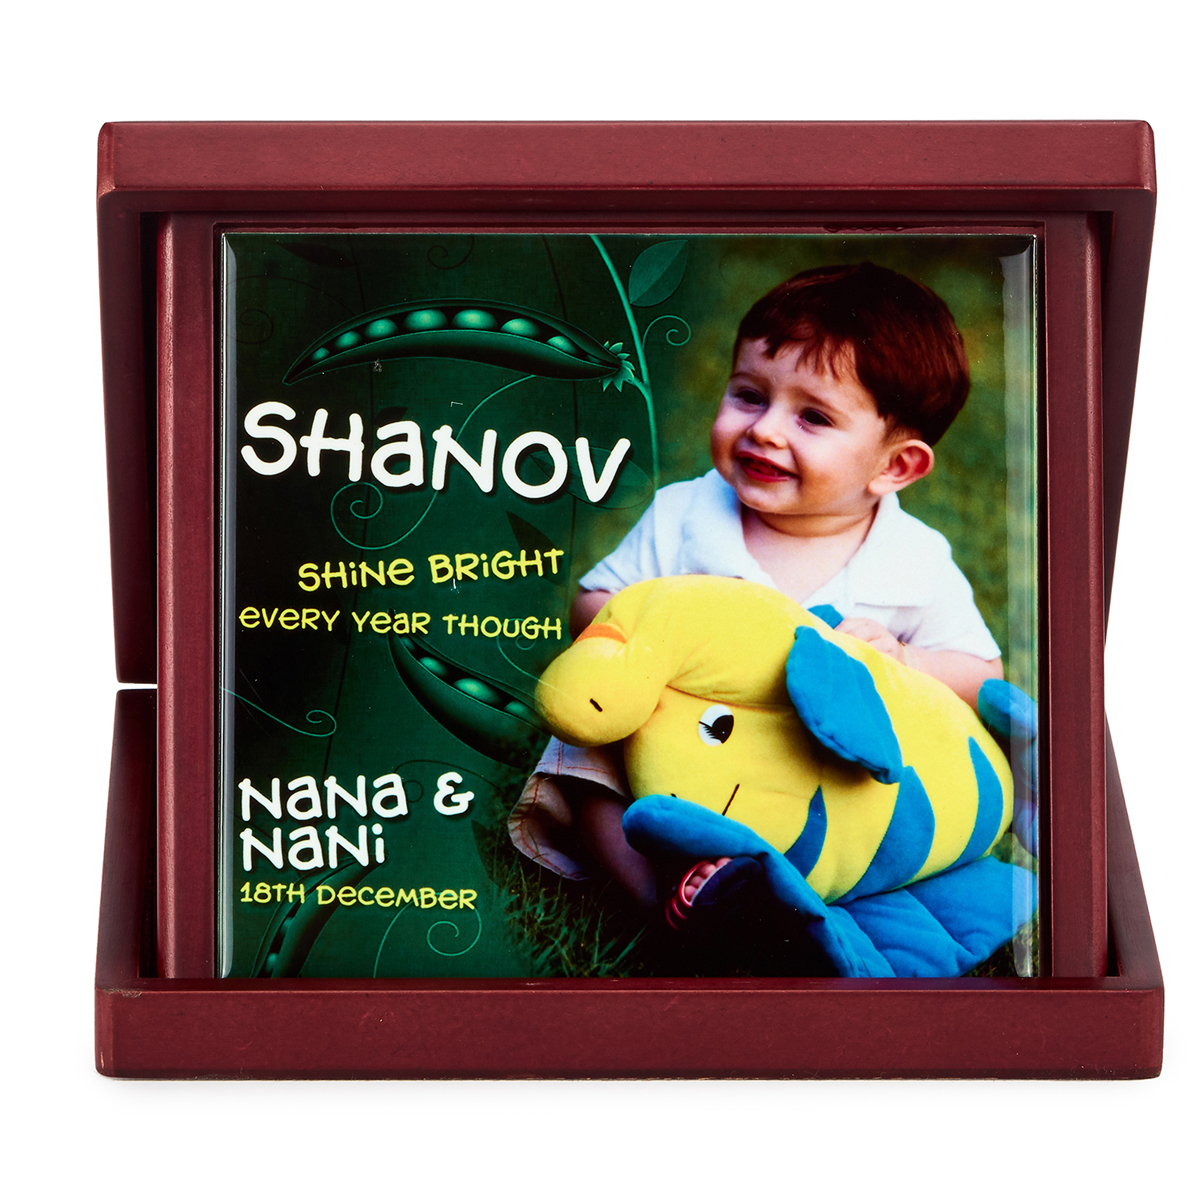 SHaNOV
SHiNe BRiGHT
eVeRY YeaR THOUGH
NaNa &
NaNi
18TH DeCeMBeR